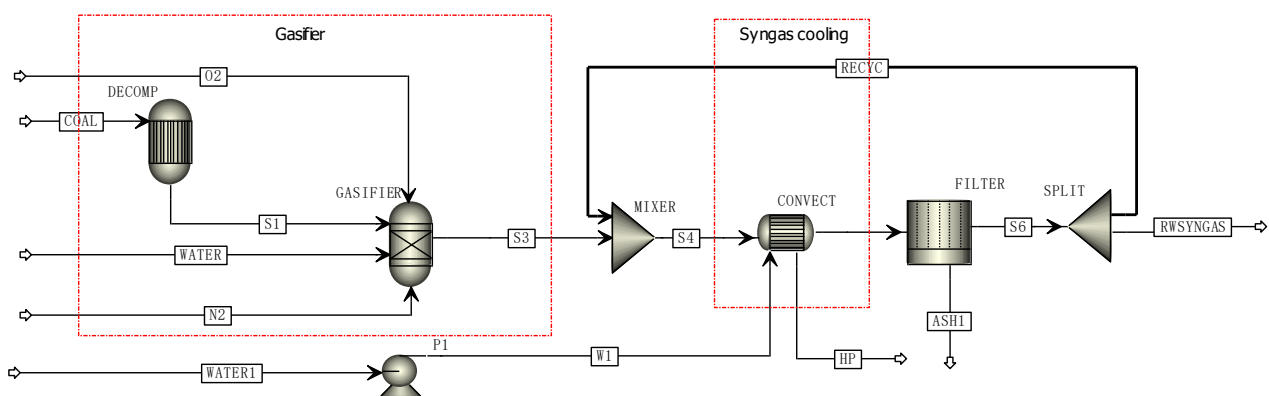 Gasifier
Syngas cooling
RECYC
O2
DECOMP
COAL
GASIFIER
S1
MIXER
CONVECT
FILTER
SPLIT
S3
S4
S6
RWSYNGAS
WATER
N2
ASH1
P1
W1
HP
WATER1